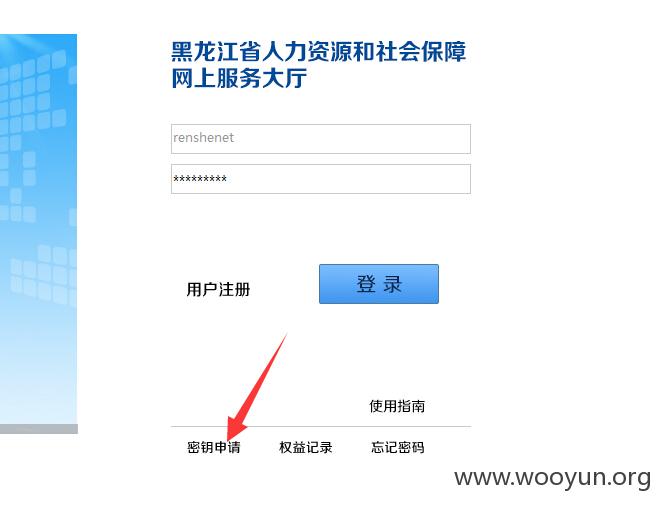 黑龙江省人力资源和社会保障
网上服务大厅
renshenet
*********
用户注册
登录
使用指南
密钥申请 权益记录 忘记密码
www.wooyun.org